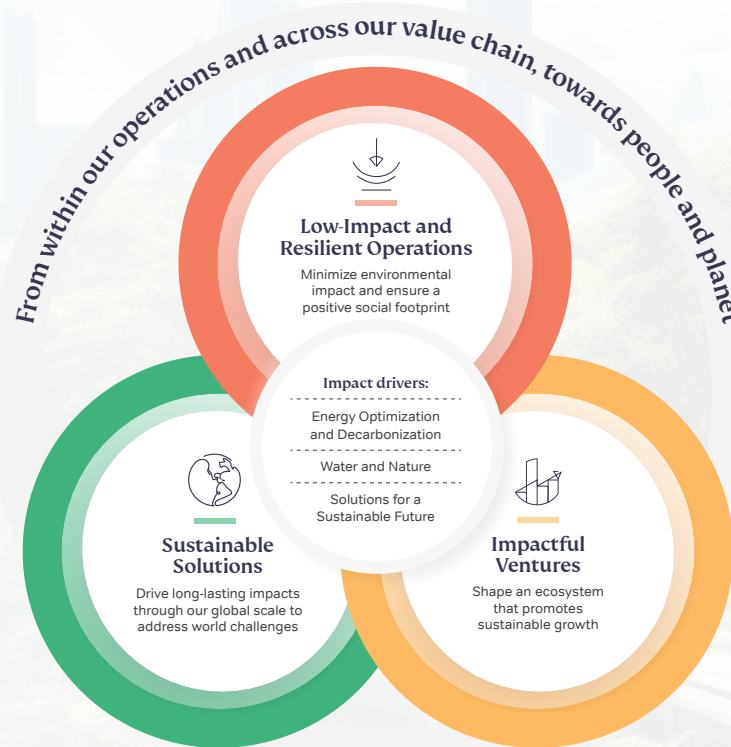 From within our operations and across our value chain, towards people and planet
Low-Impact and
Resilient Operations
Minimize environmental
impact and ensure a
positive social footprint
Impact drivers:
Energy Optimization
and Decarbonization
Water and Nature
Solutions for a
Sustainable Future
Sustainable
Solutions
Drive long-lasting impacts
through our global scale to
address world challenges
Impactful
Ventures
Shape an ecosystem
that promotes
sustainable growth